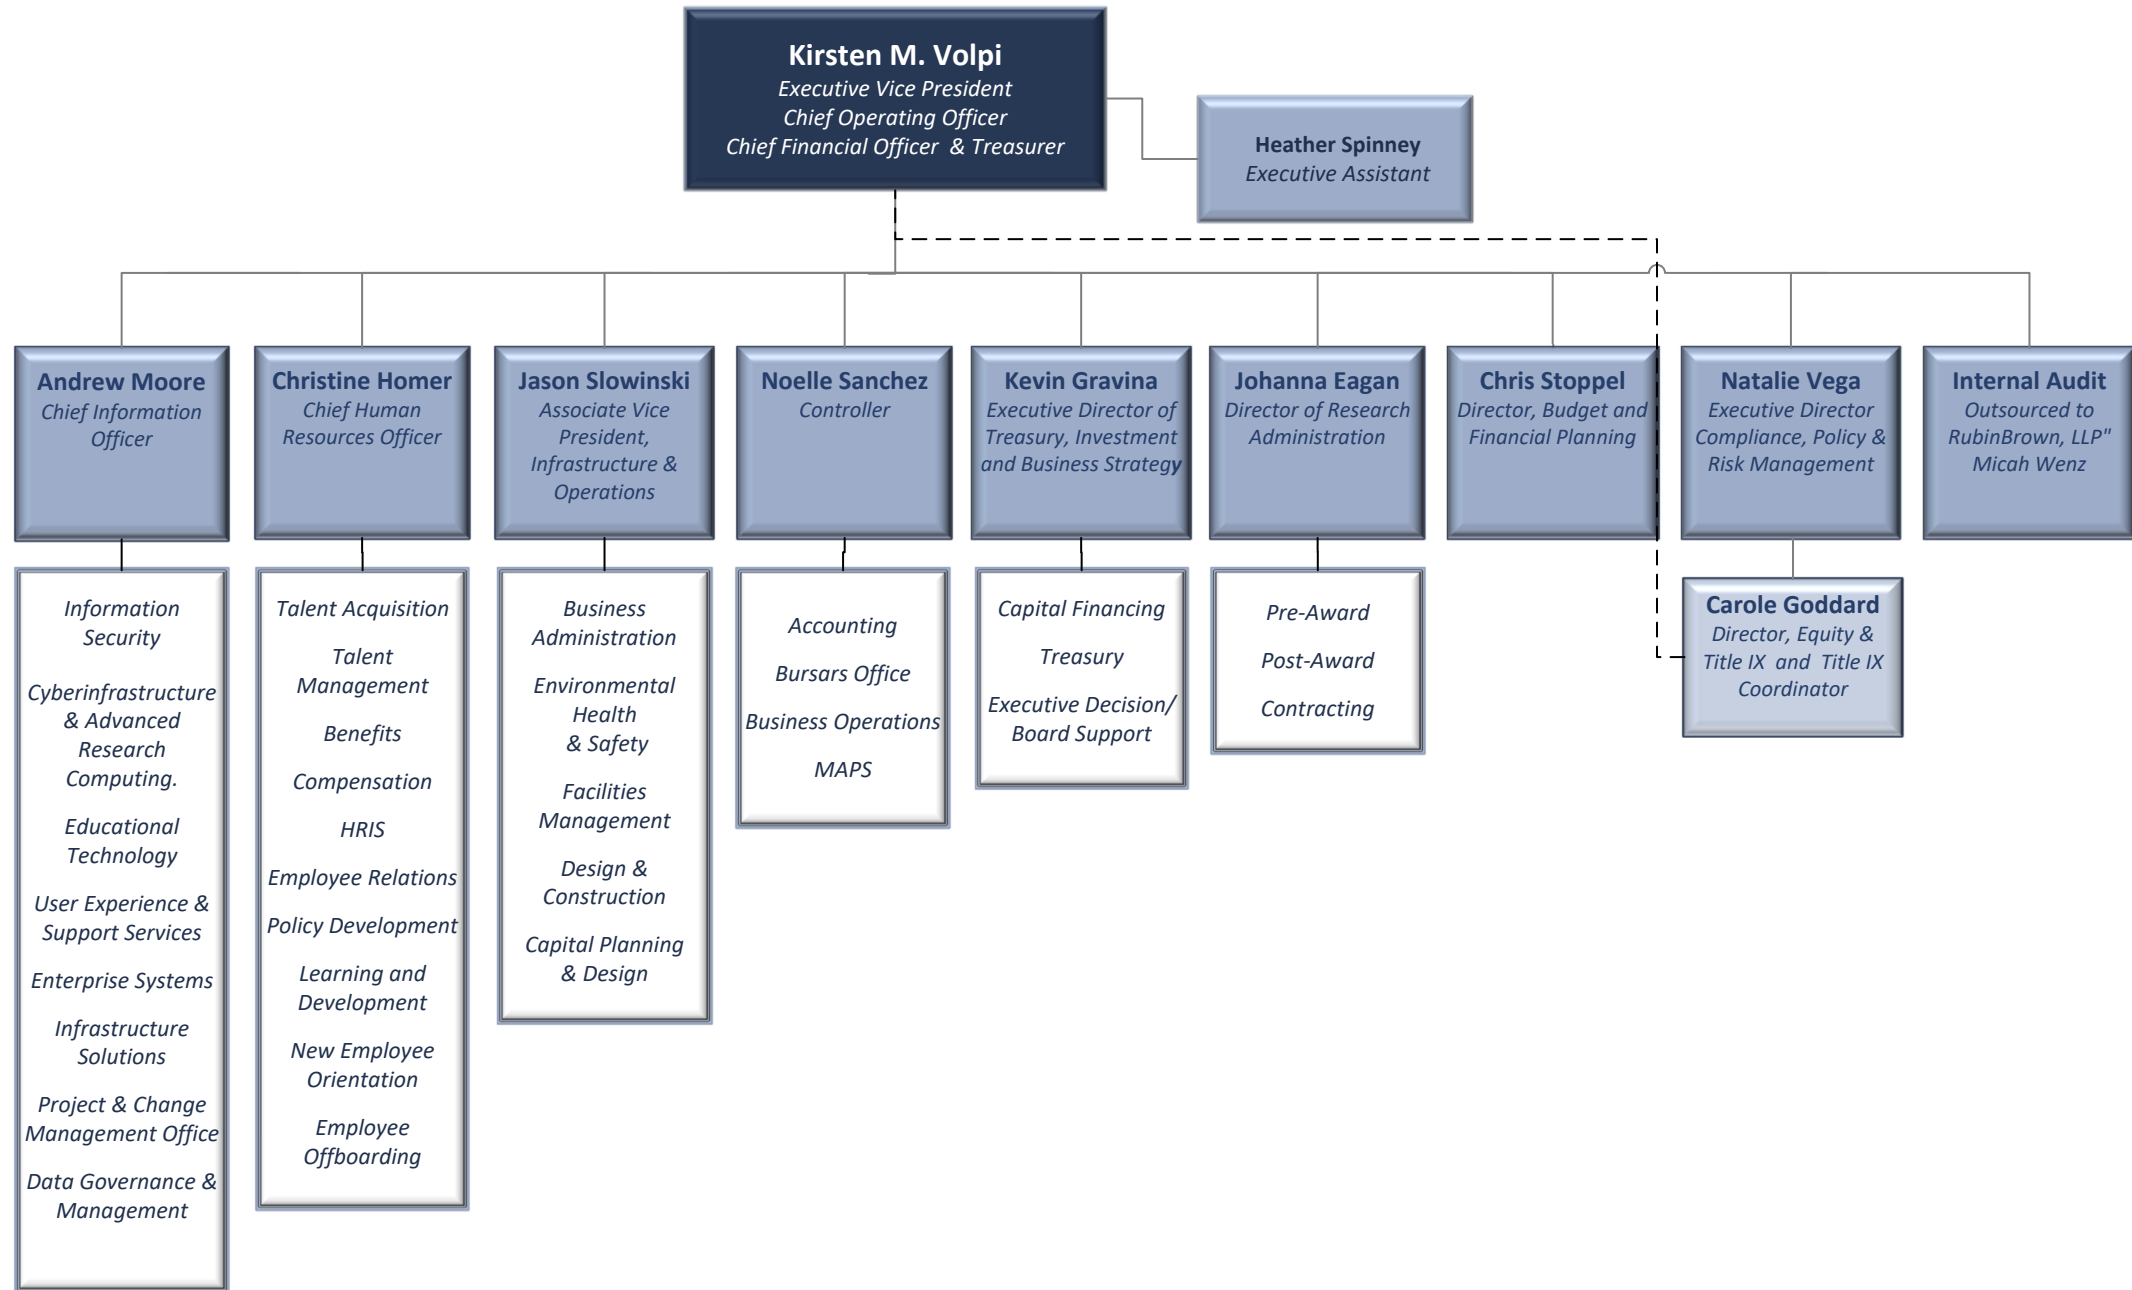 Kirsten M. Volpi
Executive Vice President
Chief Operating Officer
Chief Financial Officer & Treasurer
Heather Spinney
Executive Assistant
Andrew Moore
Chief Information
Officer
Christine Homer
Chief Human
Resources Officer
Jason Slowinski
Associate Vice
President,
Infrastructure &
Operations
Noelle Sanchez
Controller
Kevin Gravina
Executive Director of
Treasury, Investment
and Business Strategy
Johanna Eagan
Director of Research
Administration
Chris Stoppel
Director, Budget and
Financial Planning
Natalie Vega
Executive Director
Compliance, Policy &
Risk Management
Internal Audit
Outsourced to
RubinBrown, LLP"
Micah Wenz
Information
Security
Cyberinfrastructure
& Advanced
Research
Computing.
Educational
Technology
User Experience &
Support Services
Enterprise Systems
Infrastructure
Solutions
Project & Change
Management Office
Data Governance &
Management
Talent Acquisition
Talent
Management
Benefits
Compensation
HRIS
Employee Relations
Policy Development
Learning and
Development
New Employee
Orientation
Employee
Offboarding
Business
Administration
Environmental
Health
& Safety
Facilities
Management
Design &
Construction
Capital Planning
& Design
Accounting
Bursars Office
Business Operations
MAPS
Capital Financing
Treasury
Executive Decision/
Board Support
Pre-Award
Post-Award
Contracting
Carole Goddard
Director, Equity &
Title IX and Title IX
Coordinator